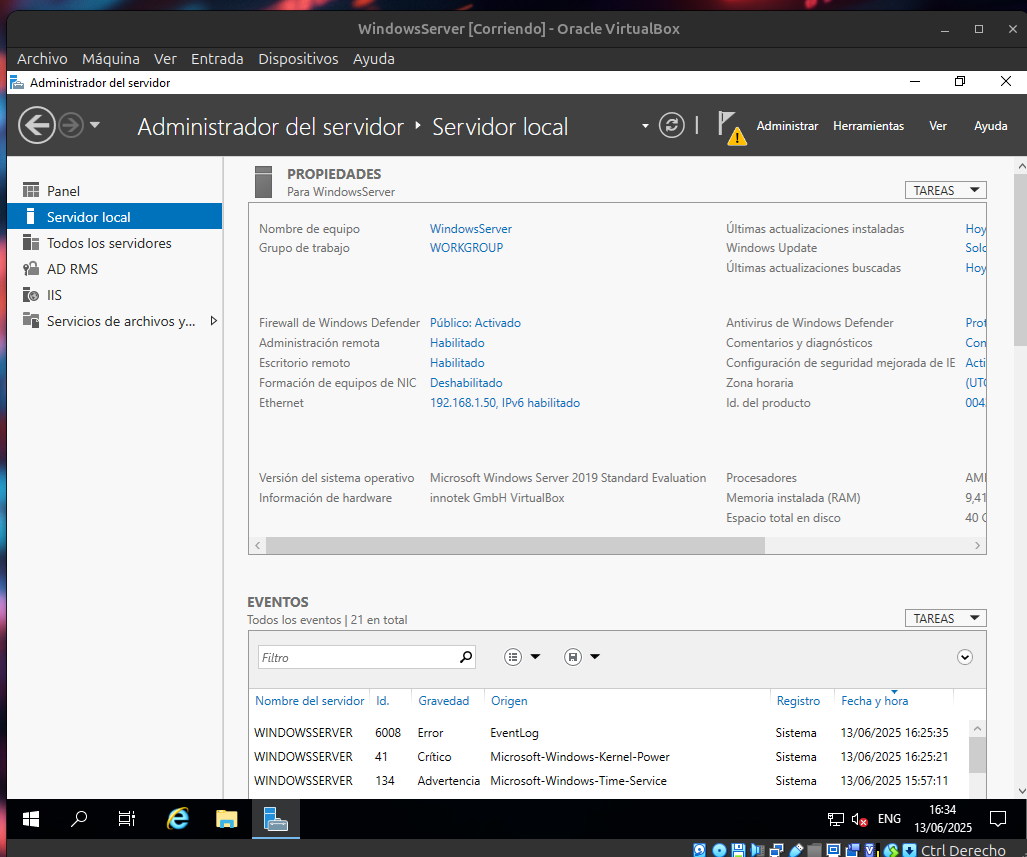 WindowsServer [Corriendo] - Oracle VirtualBox
Archivo Máquina Ver Entrada Dispositivos Ayuda
Administrador del servidor
Administrador del servidor Servidor local
Administrar Herramientas Ver Ayuda
Panel
Servidor local
Todos los servidores
AD RMS
IIS
Servicios de archivos y...
PROPIEDADES
Para WindowsServer
TAREAS
Nombre de equipo WindowsServer Últimas actualizaciones instaladas Hoy
Grupo de trabajo WORKGROUP Windows Update Solo
Últimas actualizaciones buscadas Hoy
Firewall de Windows Defender Público: Activado Antivirus de Windows Defender Prot
Administración remota Habilitado Comentarios y diagnósticos Con
Escritorio remoto Habilitado Configuración de seguridad mejorada de IE Acti
Formación de equipos de NIC Deshabilitado Zona horaria (UTC
Ethernet 192.168.1.50, IPv6 habilitado Id. del producto 004
Versión del sistema operativo Microsoft Windows Server 2019 Standard Evaluation Procesadores AMD
Información de hardware innotek GmbH VirtualBox Memoria instalada (RAM) 9,41
Espacio total en disco 40 G
EVENTOS
Todos los eventos | 21 en total
TAREAS
Filtro
Nombre del servidor Id. Gravedad Origen Registro Fecha y hora
WINDOWSSERVER 6008 Error EventLog Sistema 13/06/2025 16:25:35
WINDOWSSERVER 41 Crítico Microsoft-Windows-Kernel-Power Sistema 13/06/2025 16:25:21
WINDOWSSERVER 134 Advertencia Microsoft-Windows-Time-Service Sistema 13/06/2025 15:57:11
ENG
16:34
13/06/2025
Ctrl Derecho